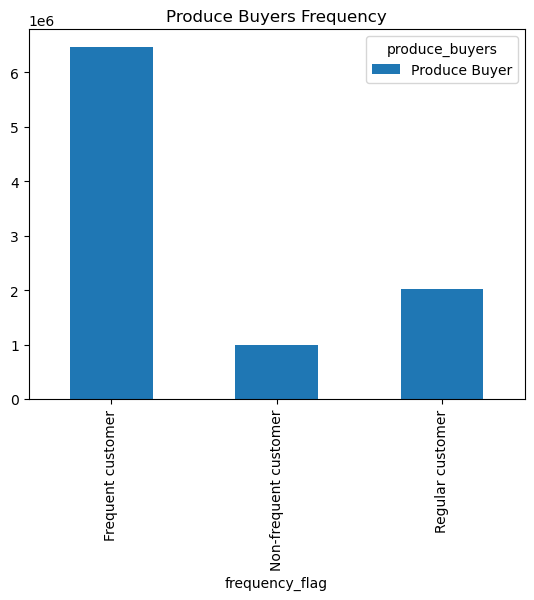 Produce Buyers Frequency
1e6
produce_buyers
Produce Buyer
6
5
4
3
2
1
0
Frequent customer
Non-frequent customer
Regular customer
frequency_flag